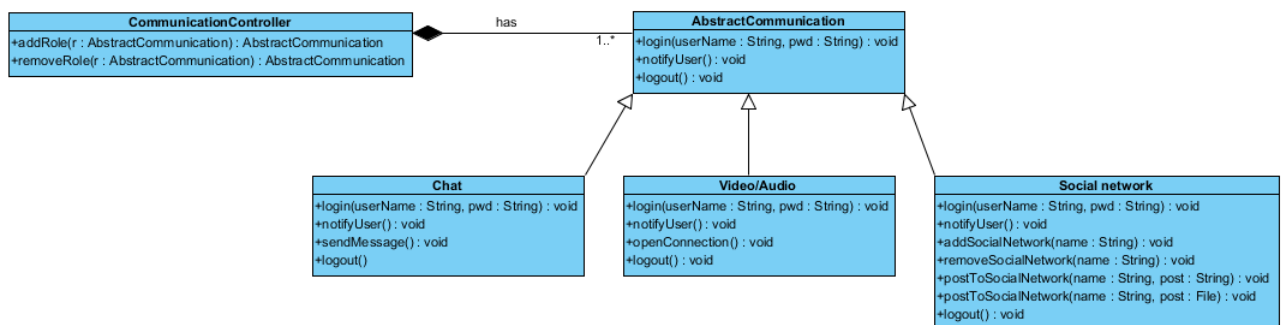 CommunicationController
+addRole(r : AbstractCommunication) : AbstractCommunication
+removeRole(r : AbstractCommunication) : AbstractCommunication
has
1..*
AbstractCommunication
+login(userName : String, pwd : String) : void
+notifyUser() : void
+logout() : void
Chat
+login(userName : String, pwd : String) : void
+notifyUser() : void
+sendMessage() : void
+logout()
Video/Audio
+login(userName : String, pwd : String) : void
+notifyUser() : void
+openConnection() : void
+logout() : void
Social network
+login(userName : String, pwd : String) : void
+notifyUser() : void
+addSocialNetwork(name : String) : void
+removeSocialNetwork(name : String) : void
+postToSocialNetwork(name : String, post : String) : void
+postToSocialNetwork(name : String, post : File) : void
+logout() : void